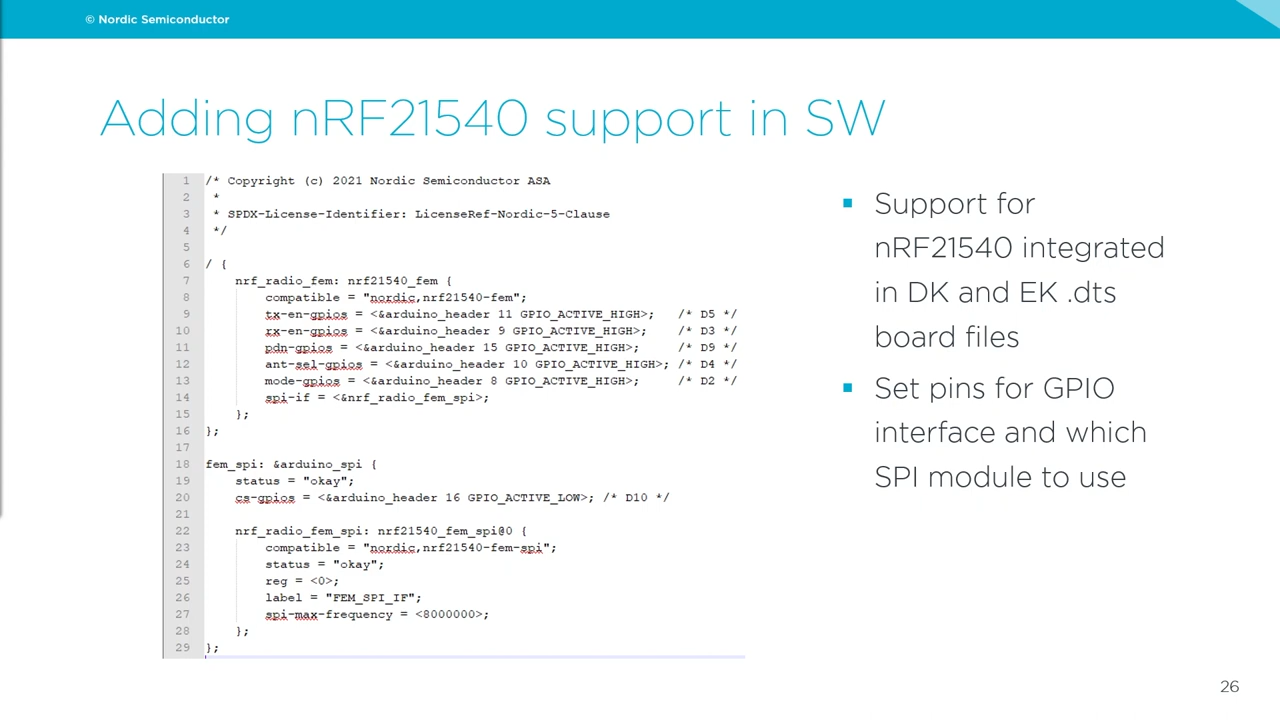 © Nordic Semiconductor
Adding nRF21540 support in SW
1 /* Copyright (c) 2021 Nordic Semiconductor ASA
2 *
3 * SPDX-License-Identifier: LicenseRef-Nordic-5-Clause
4 */
5
6 / {
7 nrf_radio_fem: nrf21540_fem {
8 compatible = "nordic,nrf21540-fem";
9 tx-en-gpios = <&arduino_header 11 GPIO_ACTIVE_HIGH>; /* D5 */
10 rx-en-gpios = <&arduino_header 9 GPIO_ACTIVE_HIGH>; /* D3 */
11 pdn-gpios = <&arduino_header 15 GPIO_ACTIVE_HIGH>; /* D9 */
12 ant-sel-gpios = <&arduino_header 10 GPIO_ACTIVE_HIGH>; /* D4 */
13 mode-gpios = <&arduino_header 8 GPIO_ACTIVE_HIGH>; /* D2 */
14 spi-if = <&nrf_radio_fem_spi>;
15 };
16 };
17
18 fem_spi: &arduino_spi {
19 status = "okay";
20 cs-gpios = <&arduino_header 16 GPIO_ACTIVE_LOW>; /* D10 */
21
22 nrf_radio_fem_spi: nrf21540_fem_spi@0 {
23 compatible = "nordic,nrf21540-fem-spi";
24 status = "okay";
25 reg = <0>;
26 label = "FEM_SPI_IF";
27 spi-max-frequency = <8000000>;
28 };
29 };
▪ Support for
nRF21540 integrated
in DK and EK .dts
board files
▪ Set pins for GPIO
interface and which
SPI module to use
26